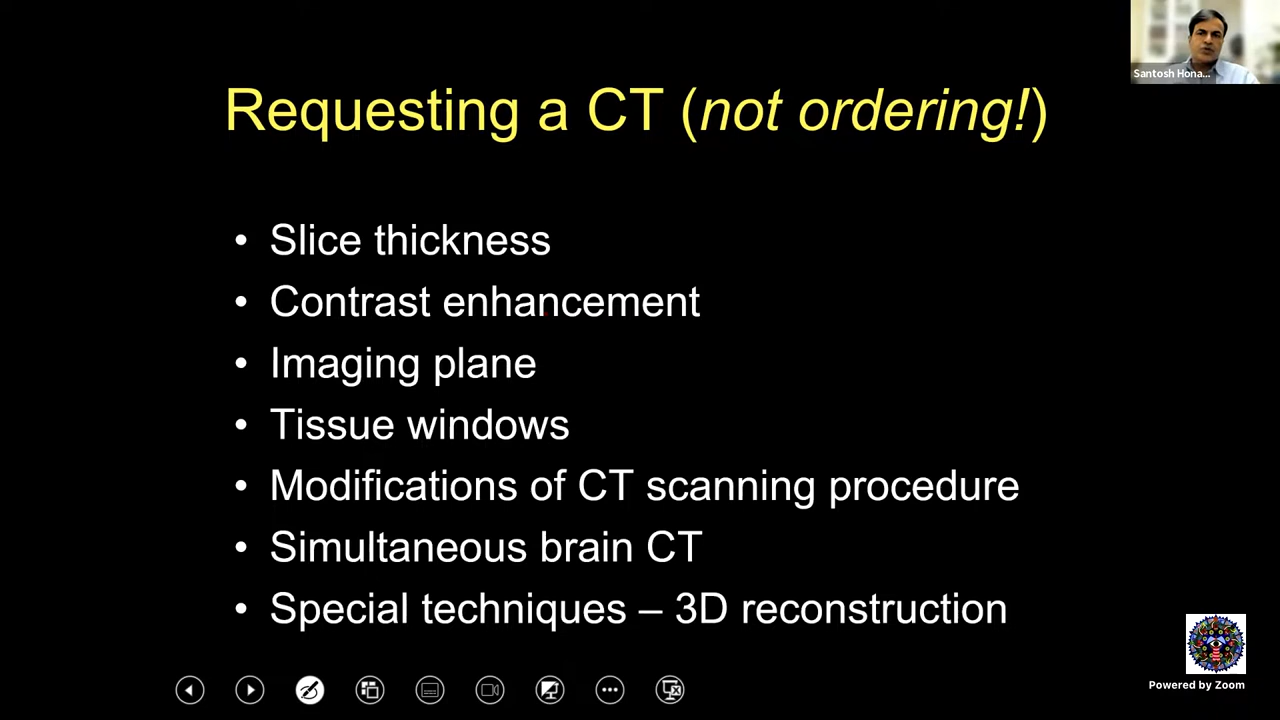 Santosh Hona...
Requesting a CT (not ordering!)
• Slice thickness
• Contrast enhancement
• Imaging plane
• Tissue windows
• Modifications of CT scanning procedure
• Simultaneous brain CT
• Special techniques – 3D reconstruction
Powered by Zoom